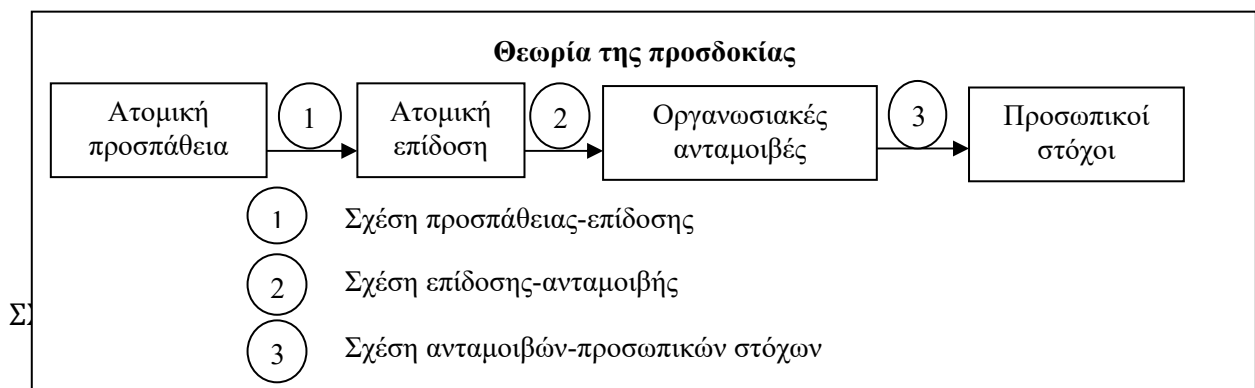 Θεωρία της προσδοκίας
Ατομική
προσπάθεια
1
Ατομική
επίδοση
2
Οργανωσιακές
ανταμοιβές
3
Προσωπικοί
στόχοι
1 Σχέση προσπάθειας-επίδοσης
2 Σχέση επίδοσης-ανταμοιβής
3 Σχέση ανταμοιβών-προσωπικών στόχων